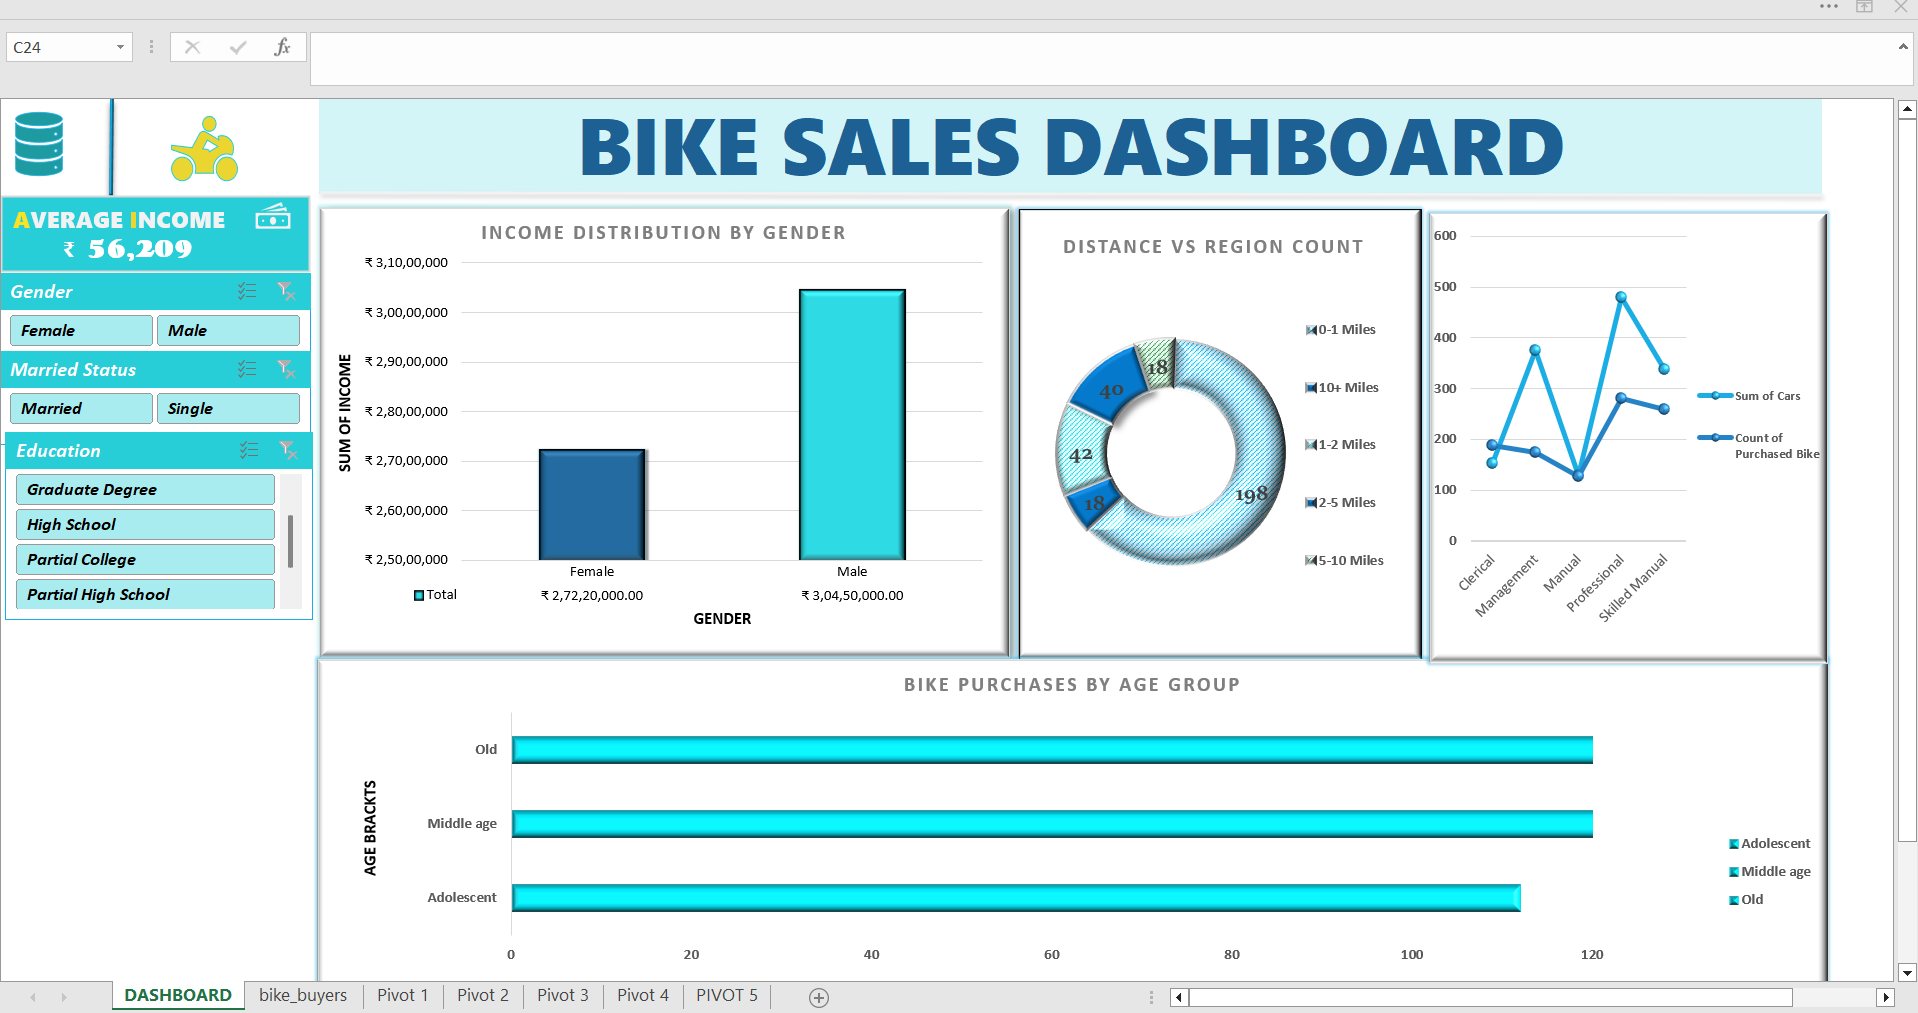 C24
fx
BIKE SALES DASHBOARD
AVERAGE INCOME
₹ 56,209
Gender
Female Male
Married Status
Married Single
Education
Graduate Degree
High School
Partial College
Partial High School
INCOME DISTRIBUTION BY GENDER
₹ 3,10,00,000
₹ 3,00,00,000
₹ 2,90,00,000
₹ 2,80,00,000
₹ 2,70,00,000
₹ 2,60,00,000
₹ 2,50,00,000
SUM OF INCOME
Female Male
Total ₹ 2,72,20,000.00 ₹ 3,04,50,000.00
GENDER
DISTANCE VS REGION COUNT
18
40
42
18
198
0-1 Miles
10+ Miles
1-2 Miles
2-5 Miles
5-10 Miles
600
500
400
300
200
100
0
Clerical
Management
Manual
Professional
Skilled Manual
Sum of Cars
Count of
Purchased Bike
BIKE PURCHASES BY AGE GROUP
AGE BRACKTS
Old
Middle age
Adolescent
0 20 40 60 80 100 120
Adolescent
Middle age
Old
DASHBOARD bike_buyers Pivot 1 Pivot 2 Pivot 3 Pivot 4 PIVOT 5